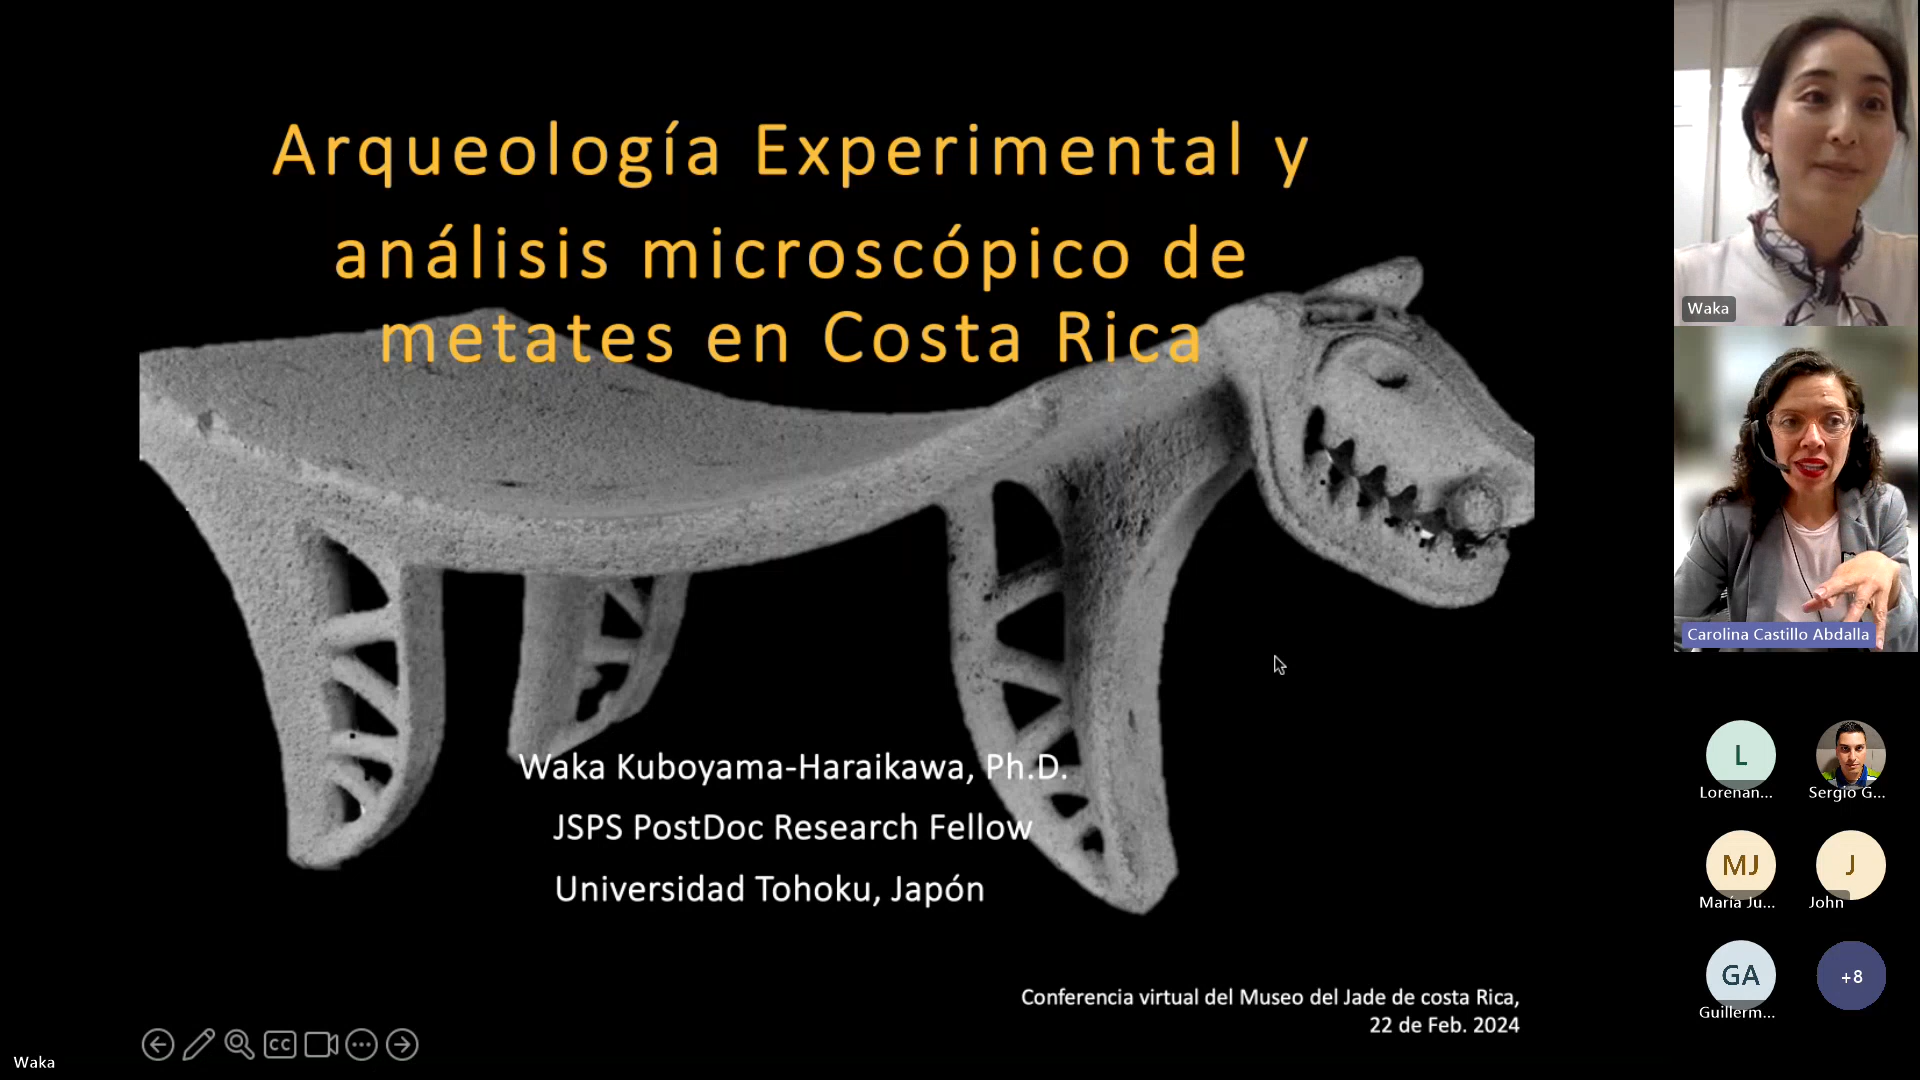 Arqueología Experimental y
análisis microscópico de
metates en Costa Rica
Waka Kuboyama-Haraikawa, Ph.D.
JSPS PostDoc Research Fellow
Universidad Tohoku, Japón
Conferencia virtual del Museo del Jade de costa Rica,
22 de Feb. 2024
CC
Waka
Waka
Carolina Castillo Abdalla
L
Lorenan...
Sergio G...
MJ
María Ju...
J
John
GA
Guillerm...
+8